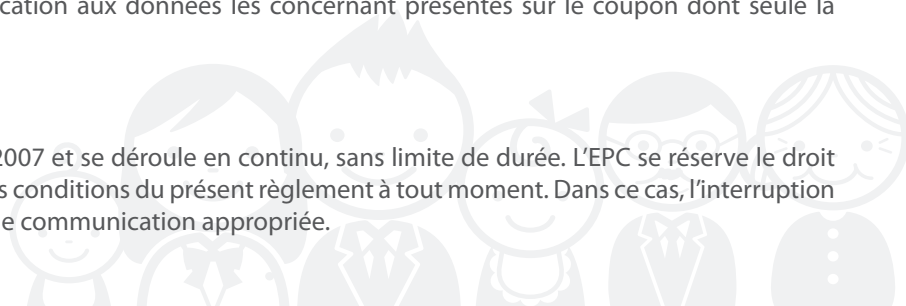 cation aux données les concernant présentes sur le coupon dont seule la
2007 et se déroule en continu, sans limite de durée. L’EPC se réserve le droit
s conditions du présent règlement à tout moment. Dans ce cas, l’interruption
e communication appropriée.